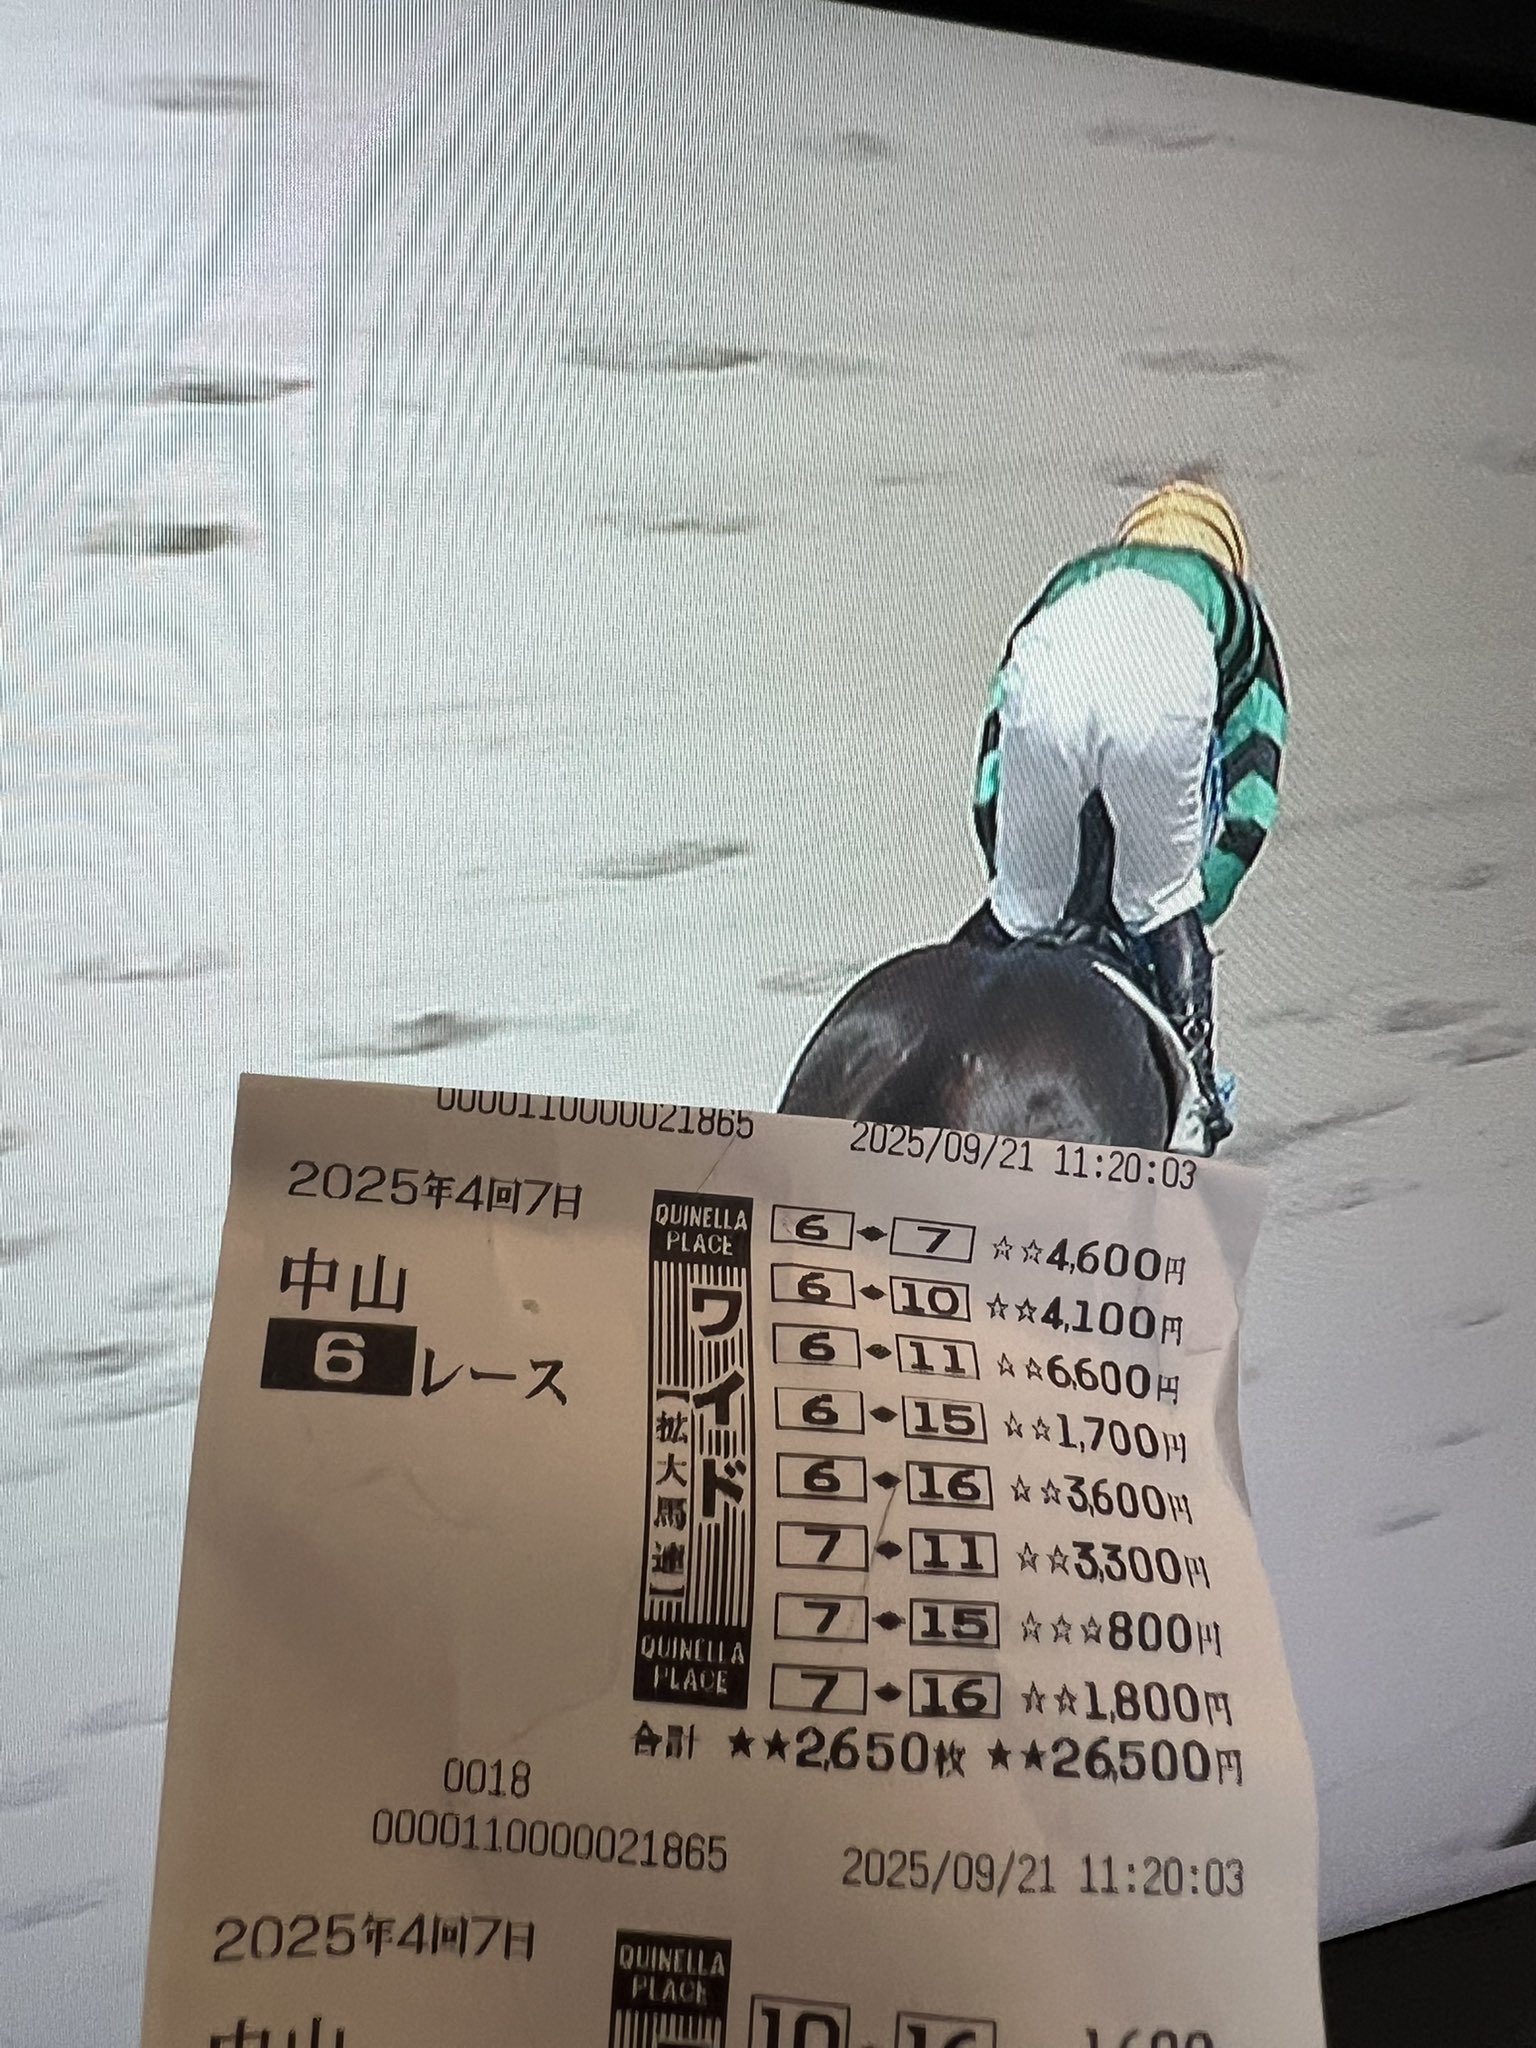 0000110000021865 2025/09/21 11:20:03
2025年4回7日
中山
6レース
QUINELLA
PLACE
ワイド
【拡大馬連】
QUINELLA
PLACE
6 ◆ 7 ☆☆4,600円
6 ◆ 10 ☆☆4,100円
6 ◆ 11 ☆☆6,600円
6 ◆ 15 ☆☆1,700円
6 ◆ 16 ☆☆3,600円
7 ◆ 11 ☆☆3,300円
7 ◆ 15 ☆☆☆800円
7 ◆ 16 ☆☆1,800円
合計 ★★2,650枚 ★★26,500円
0018
0000110000021865 2025/09/21 11:20:03
2025年4回7日
中山
QUINELLA
PLACE
10 16